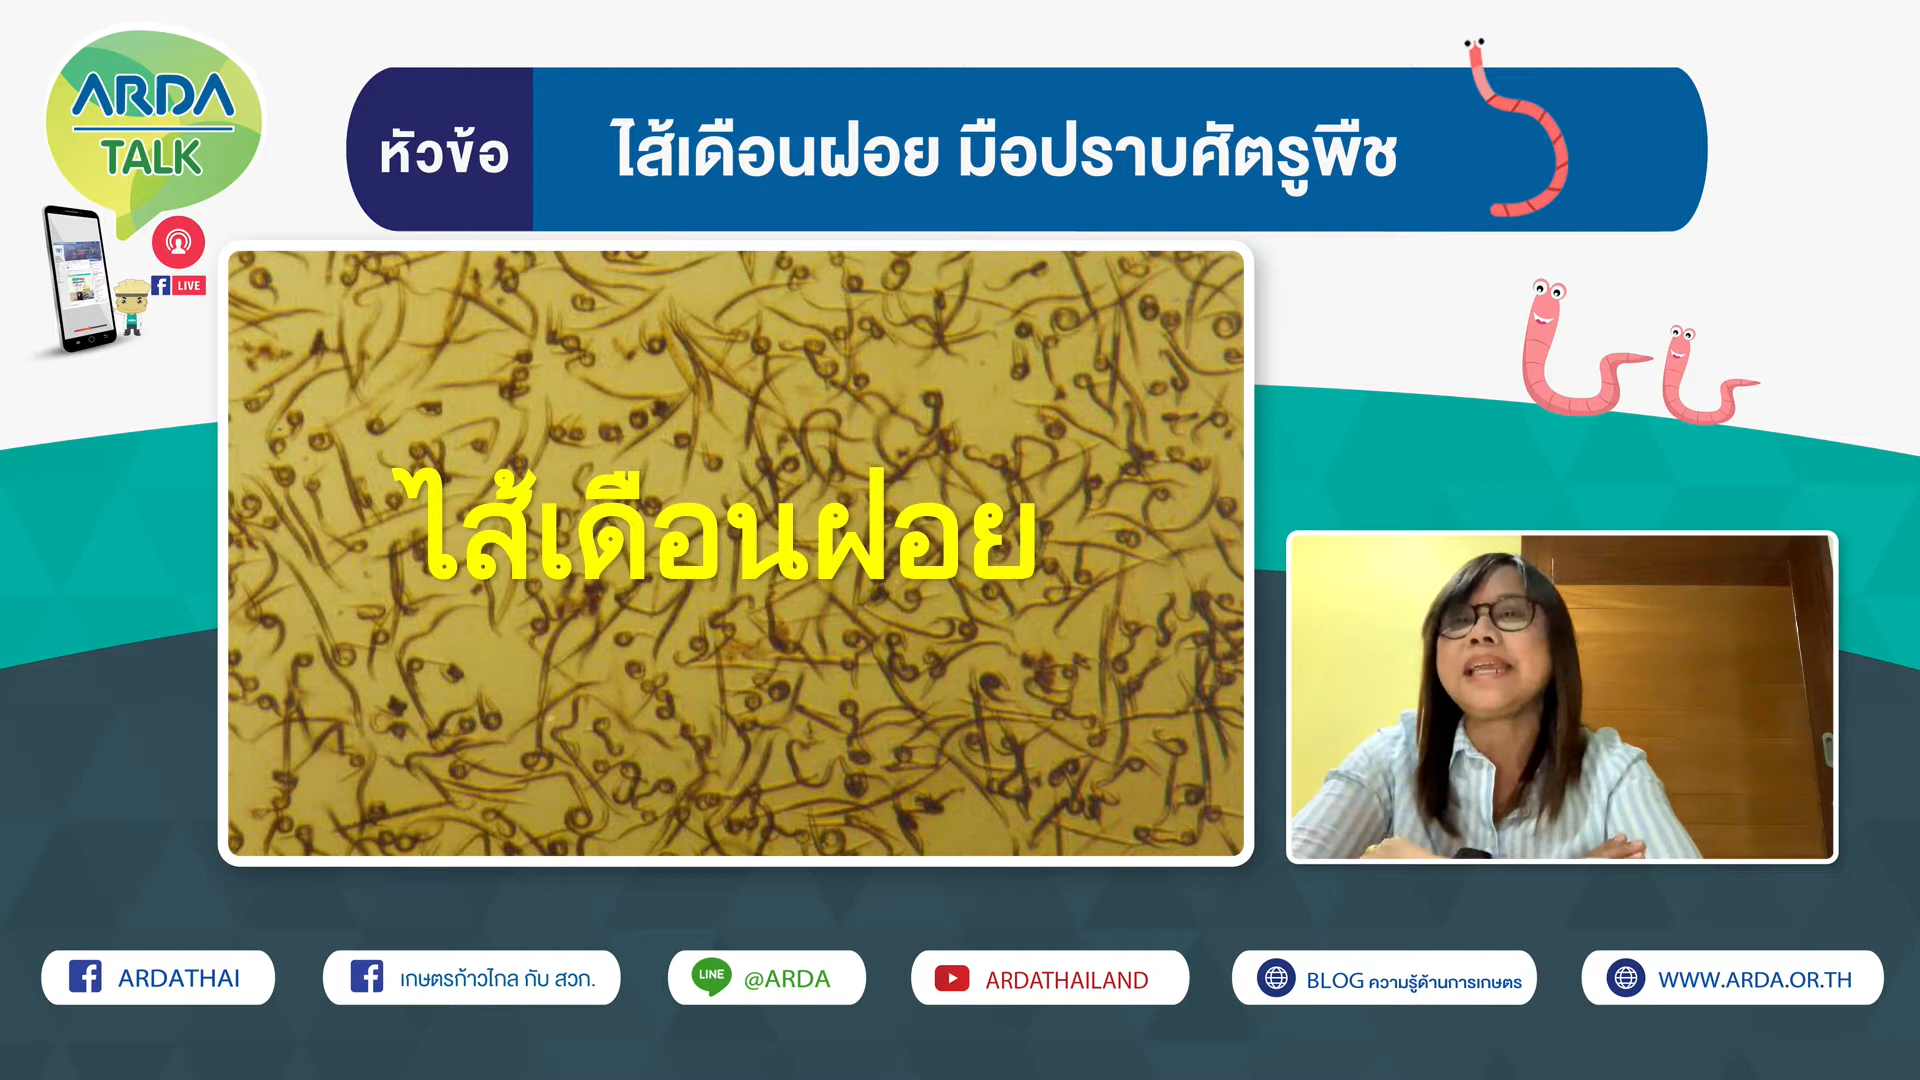 ARDA
TALK
LIVE
หัวข้อ
ไส้เดือนฝอย มือปราบศัตรูพืช
ไส้เดือนฝอย
ARDATHAI
เกษตรก้าวไกล กับ สวก.
LINE
@ARDA
ARDATHAILAND
BLOG ความรู้ด้านการเกษตร
WWW.ARDA.OR.TH